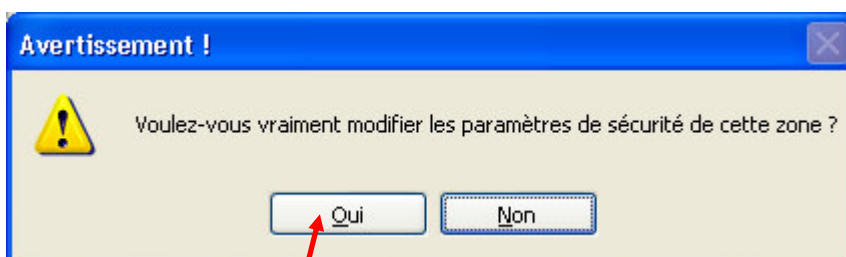 Avertissement !
Voulez-vous vraiment modifier les paramètres de sécurité de cette zone ?
Oui
Non